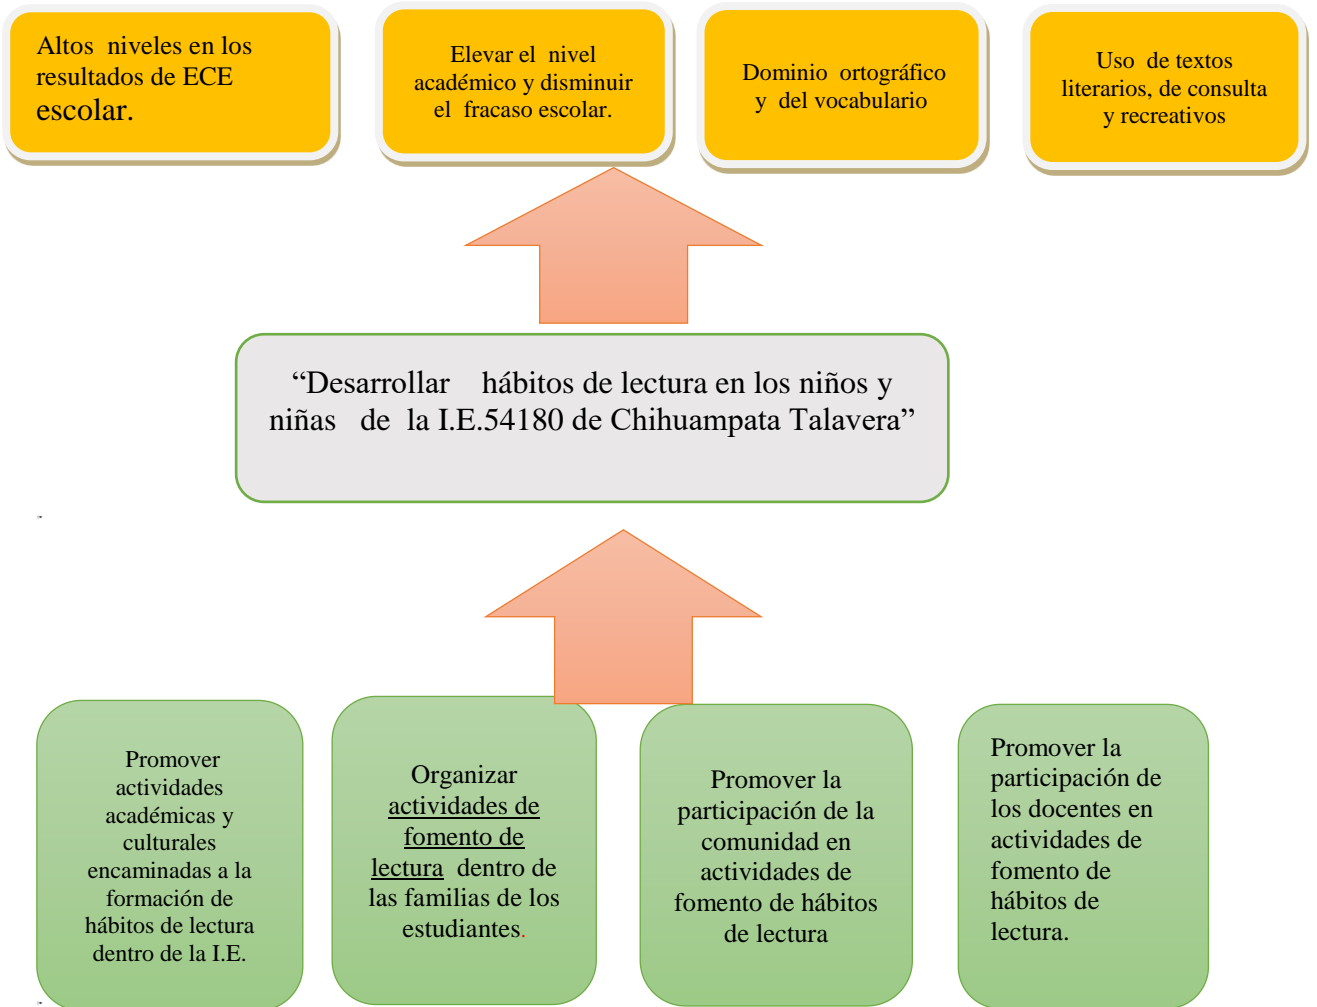 Altos niveles en los
resultados de ECE
escolar.
Elevar el nivel
académico y disminuir
el fracaso escolar.
Dominio ortográfico
y del vocabulario
Uso de textos
literarios, de consulta
y recreativos
“Desarrollar hábitos de lectura en los niños y
niñas de la I.E.54180 de Chihuampata Talavera”
Promover
actividades
académicas y
culturales
encaminadas a la
formación de
hábitos de lectura
dentro de la I.E.
Organizar
actividades de
fomento de
lectura dentro de
las familias de los
estudiantes.
Promover la
participación de la
comunidad en
actividades de
fomento de hábitos
de lectura
Promover la
participación de
los docentes en
actividades de
fomento de
hábitos de
lectura.